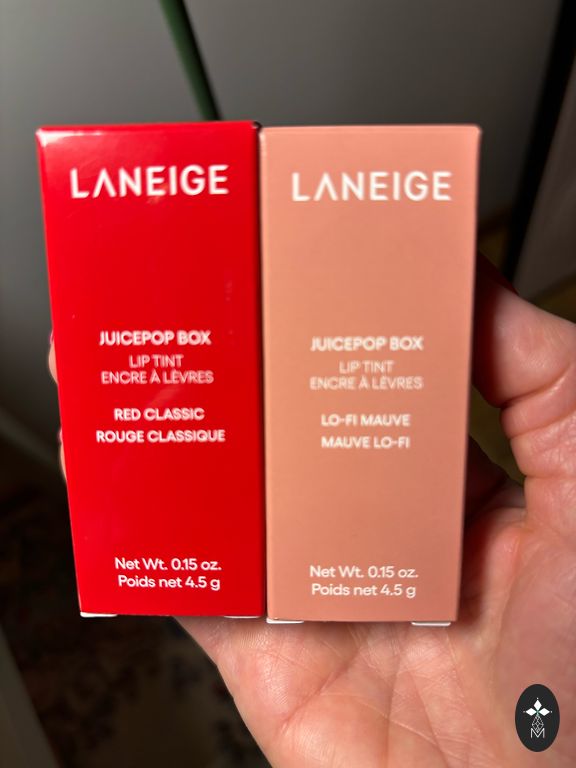 LANEIGE
JUICEPOP BOX
LIP TINT
ENCRE À LÈVRES
RED CLASSIC
ROUGE CLASSIQUE
Net Wt. 0.15 oz.
Poids net 4.5 g
LANEIGE
JUICEPOP BOX
LIP TINT
ENCRE À LÈVRES
LO-FI MAUVE
MAUVE LO-FI
Net Wt. 0.15 oz.
Poids net 4.5 g